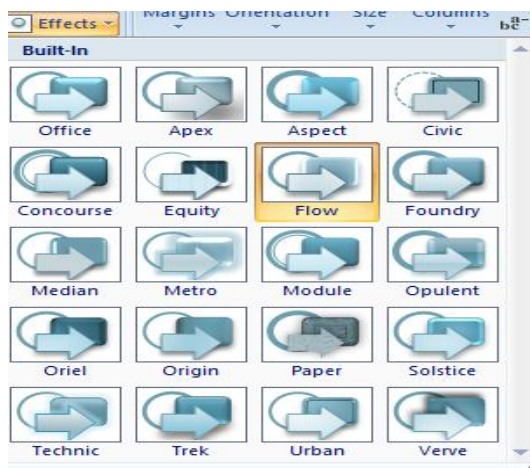 Effects Margins Orientation Size Columns
Built-In
Office Apex Aspect Civic
Concourse Equity Flow Foundry
Median Metro Module Opulent
Oriel Origin Paper Solstice
Technic Trek Urban Verve